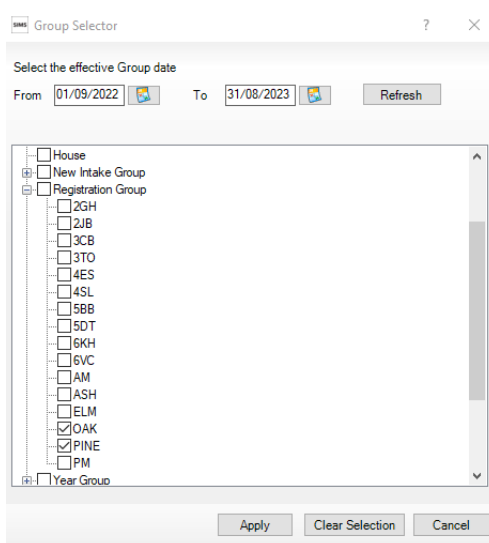 SIMS Group Selector ?
Select the effective Group date
From 01/09/2022 To 31/08/2023 Refresh
House
New Intake Group
Registration Group
2GH
2JB
3CB
3TO
4ES
4SL
5BB
5DT
6KH
6VC
AM
ASH
ELM
OAK
PINE
PM
Year Group
Apply Clear Selection Cancel